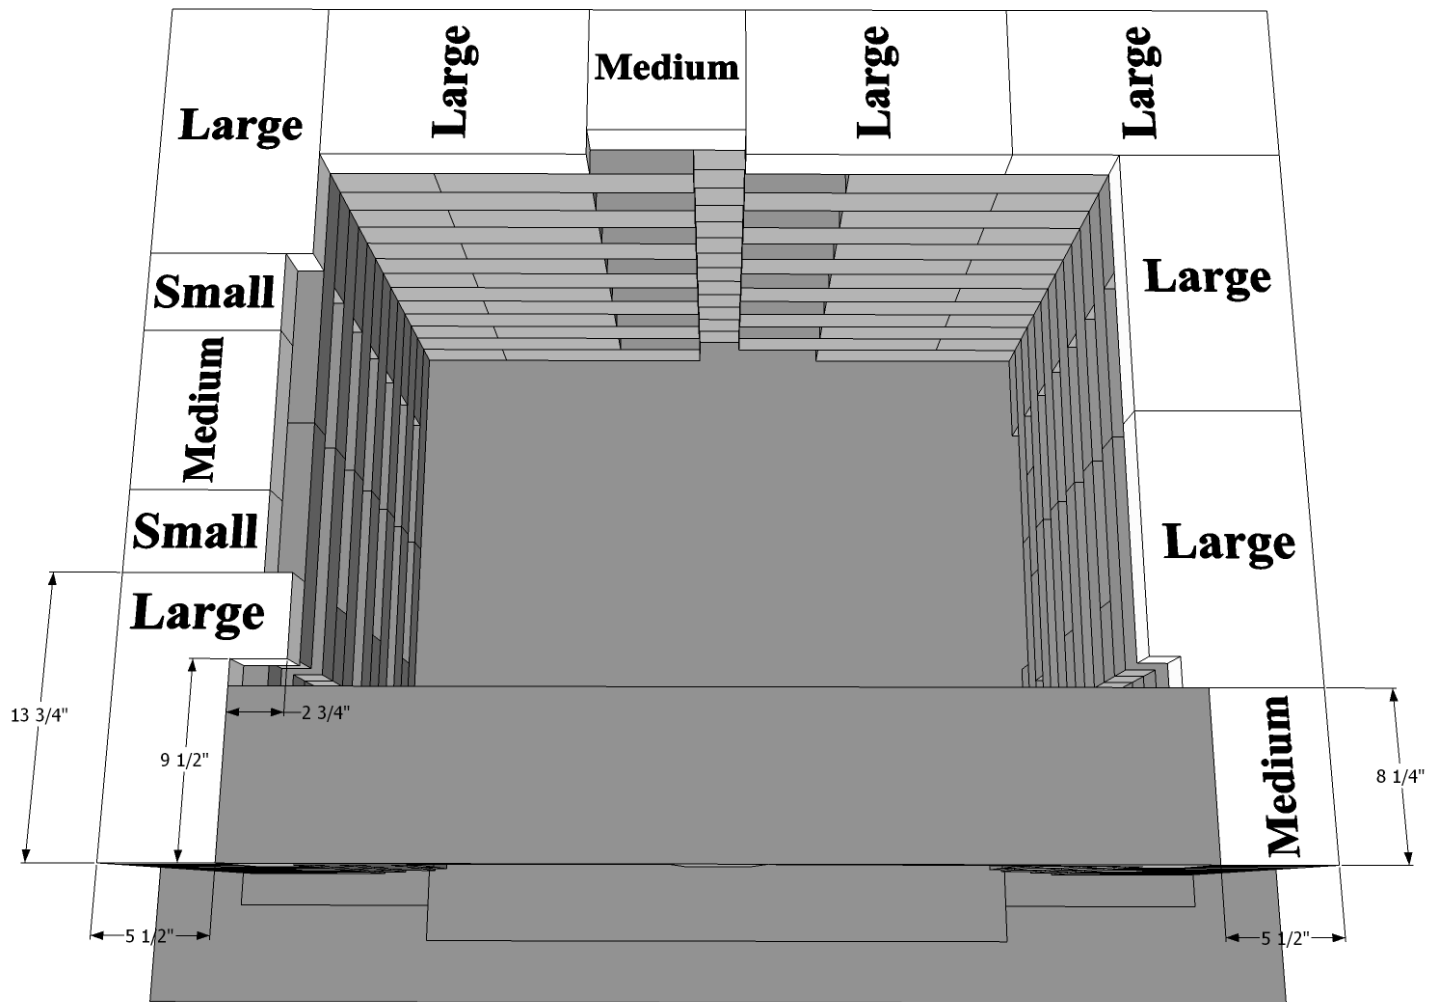 Large
Large
Medium
Large
Large
Large
Small
Medium
Small
Large
Large
Large
Medium
13 3/4"
9 1/2"
2 3/4"
8 1/4"
5 1/2"
5 1/2"